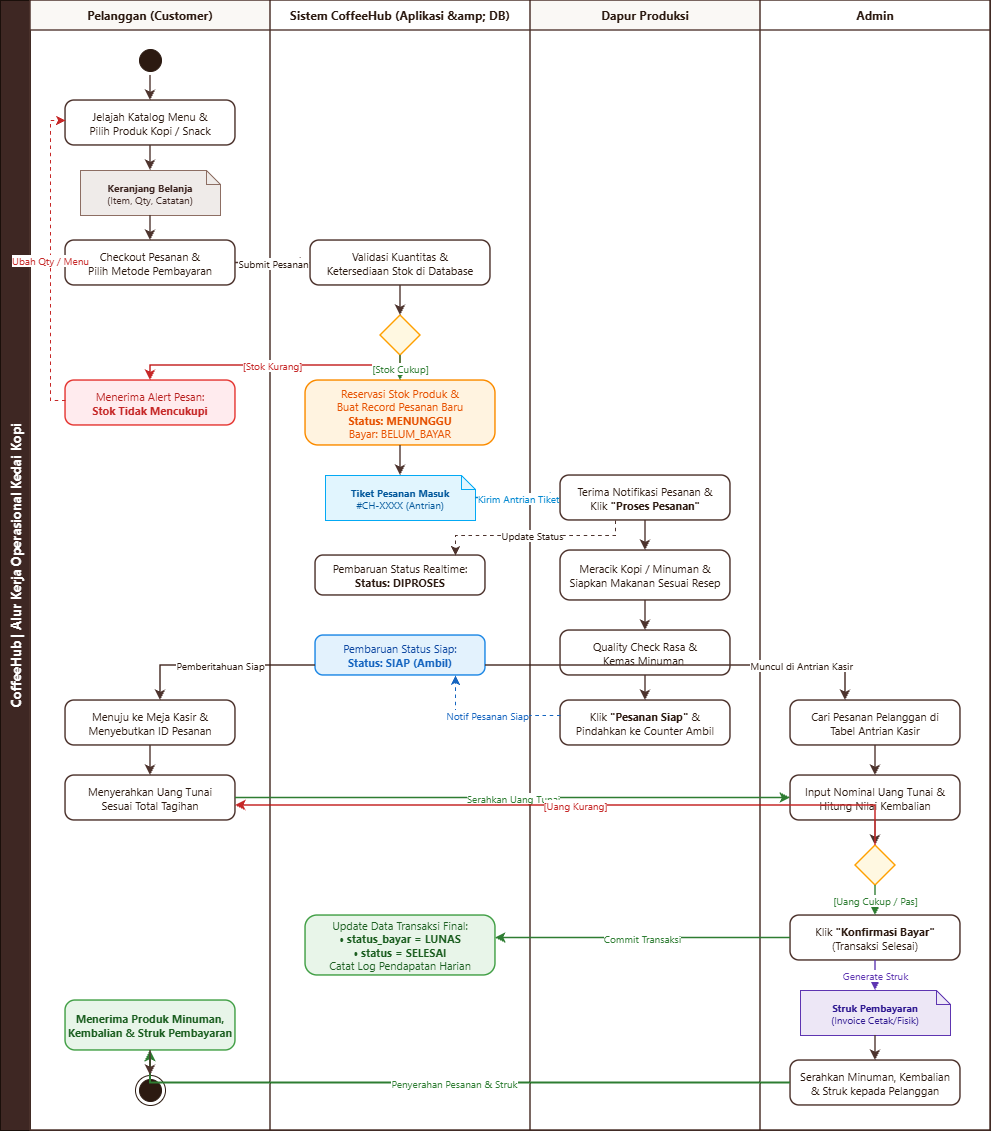 Pelanggan (Customer)
Sistem CoffeeHub (Aplikasi &amp; DB)
Dapur Produksi
Admin
CoffeeHub | Alur Kerja Operasional Kedai Kopi
Jelajah Katalog Menu &
Pilih Produk Kopi / Snack
Keranjang Belanja
(Item, Qty, Catatan)
Ubah Qty / Menu
Checkout Pesanan &
Pilih Metode Pembayaran
Submit Pesanan
Validasi Kuantitas &
Ketersediaan Stok di Database
[Stok Kurang]
[Stok Cukup]
Menerima Alert Pesan:
Stok Tidak Mencukupi
Reservasi Stok Produk &
Buat Record Pesanan Baru
Status: MENUNGGU
Bayar: BELUM_BAYAR
Tiket Pesanan Masuk
#CH-XXXX (Antrian)
Kirim Antrian Tiket
Terima Notifikasi Pesanan &
Klik "Proses Pesanan"
Update Status
Pembaruan Status Realtime:
Status: DIPROSES
Meracik Kopi / Minuman &
Siapkan Makanan Sesuai Resep
Quality Check Rasa &
Kemas Minuman
Pembaruan Status Siap:
Status: SIAP (Ambil)
Pemberitahuan Siap
Muncul di Antrian Kasir
Notif Pesanan Siap
Klik "Pesanan Siap" &
Pindahkan ke Counter Ambil
Menuju ke Meja Kasir &
Menyebutkan ID Pesanan
Cari Pesanan Pelanggan di
Tabel Antrian Kasir
Menyerahkan Uang Tunai
Sesuai Total Tagihan
Serahkan Uang Tunai
[Uang Kurang]
Input Nominal Uang Tunai &
Hitung Nilai Kembalian
[Uang Cukup / Pas]
Update Data Transaksi Final:
• status_bayar = LUNAS
• status = SELESAI
Catat Log Pendapatan Harian
Commit Transaksi
Klik "Konfirmasi Bayar"
(Transaksi Selesai)
Generate Struk
Struk Pembayaran
(Invoice Cetak/Fisik)
Menerima Produk Minuman,
Kembalian & Struk Pembayaran
Penyerahan Pesanan & Struk
Serahkan Minuman, Kembalian
& Struk kepada Pelanggan